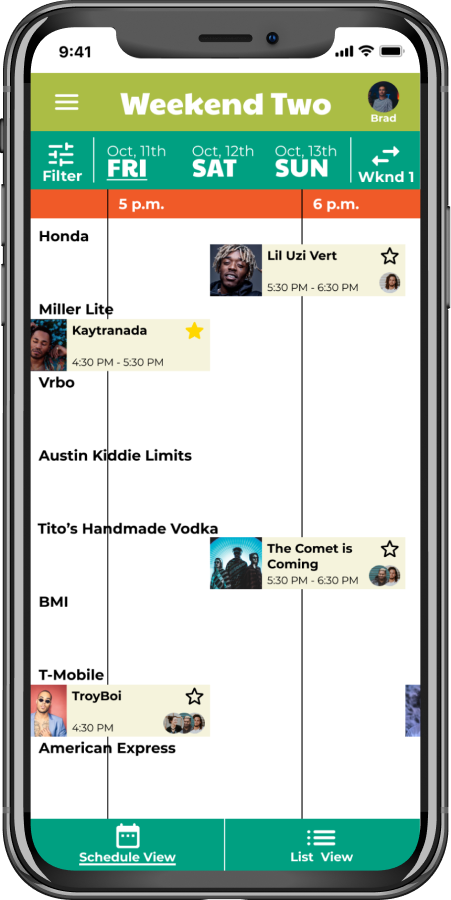 9:41
Weekend Two
Brad
Filter
Oct, 11th
FRI
Oct, 12th
SAT
Oct, 13th
SUN
Wknd 1
5 p.m.
6 p.m.
Honda
Lil Uzi Vert
5:30 PM - 6:30 PM
Miller Lite
Kaytranada
4:30 PM - 5:30 PM
Vrbo
Austin Kiddie Limits
Tito’s Handmade Vodka
The Comet is
Coming
5:30 PM - 6:30 PM
BMI
T-Mobile
TroyBoi
4:30 PM
American Express
Schedule View
List View